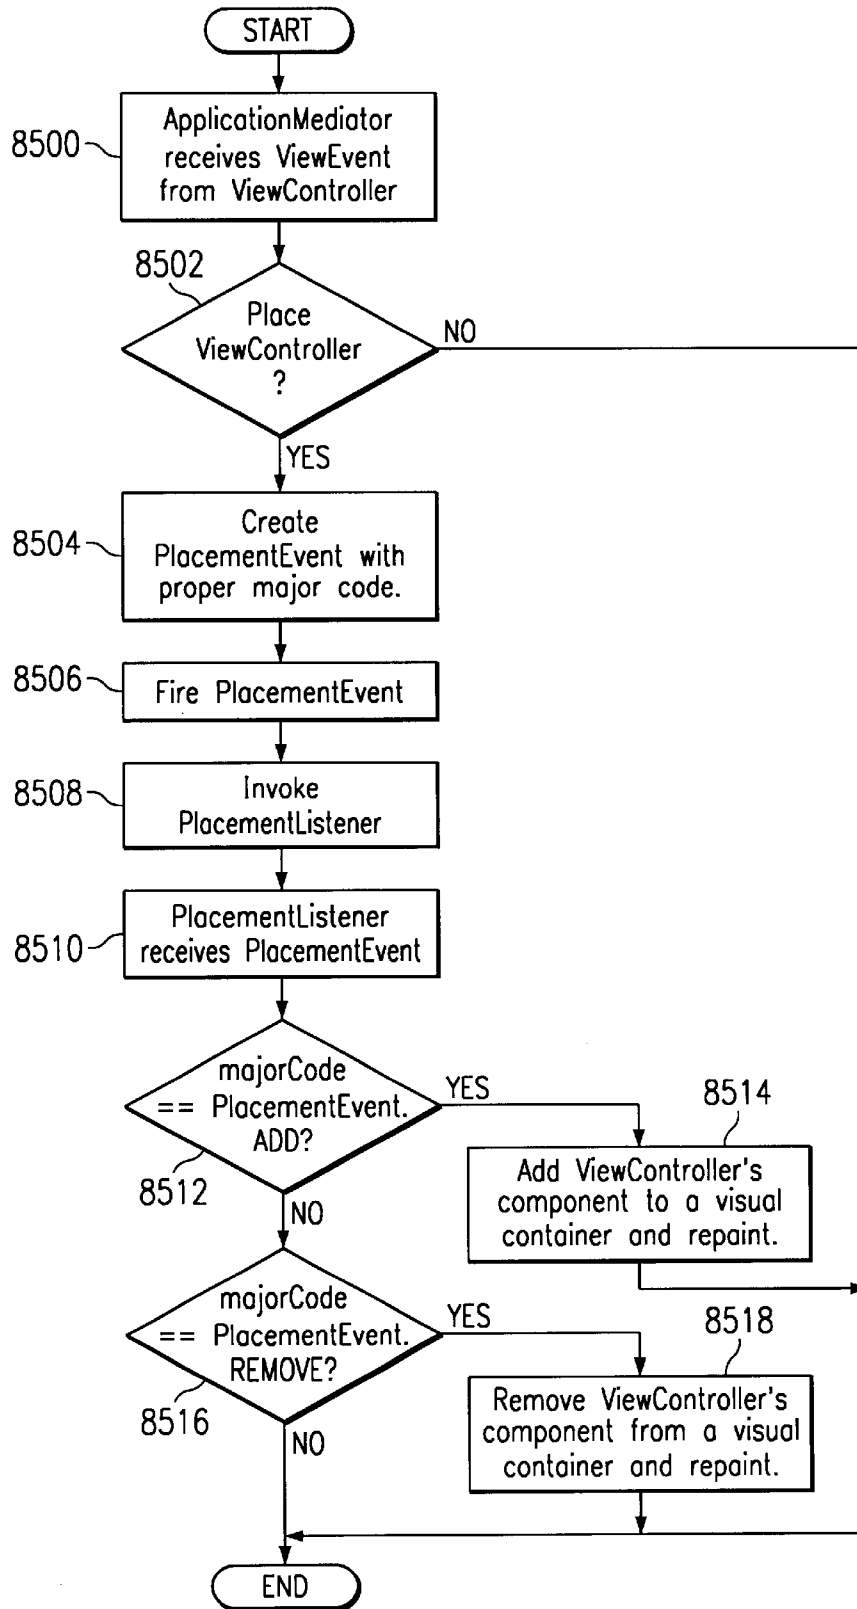 START
8500
ApplicationMediator
receives ViewEvent
from ViewController
8502
Place
ViewController
?
NO
YES
8504
Create
PlacementEvent with
proper major code.
8506
Fire PlacementEvent
8508
Invoke
PlacementListener
8510
PlacementListener
receives PlacementEvent
majorCode
== PlacementEvent.
ADD?
YES
8512
NO
8514
Add ViewController's
component to a visual
container and repaint.
majorCode
== PlacementEvent.
REMOVE?
YES
8516
NO
8518
Remove ViewController's
component from a visual
container and repaint.
END